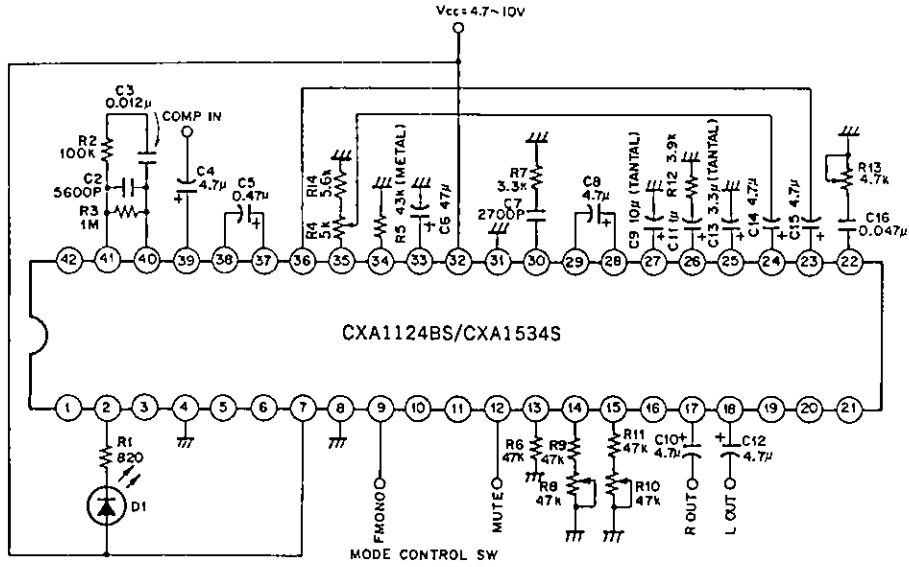 Vcc= 4.7~10V
C3
0.012μ
COMP IN
R2
100K
C2
5600P
R3
1M
C4
4.7μ
C5
0.47μ
R14
5.6k
R4
5k
R5 43k (METAL)
C6 47μ
R7
3.3k
C7
2700P
C8
4.7μ
C9 10μ (TANTAL)
R12 3.9k
C11 1μ
C13 3.3μ (TANTAL)
C14 4.7μ
C15 4.7μ
R13
4.7k
C16
0.047μ
42 41 40 39 38 37 36 35 34 33 32 31 30 29 28 27 26 25 24 23 22
CXA1124BS/CXA1534S
1 2 3 4 5 6 7 8 9 10 11 12 13 14 15 16 17 18 19 20 21
R1
820
D1
FMONO
MUTE
R6
47k
R9
47k
R8
47k
R11
47k
R10
47k
C10
4.7μ
C12
4.7μ
R OUT
L OUT
MODE CONTROL SW